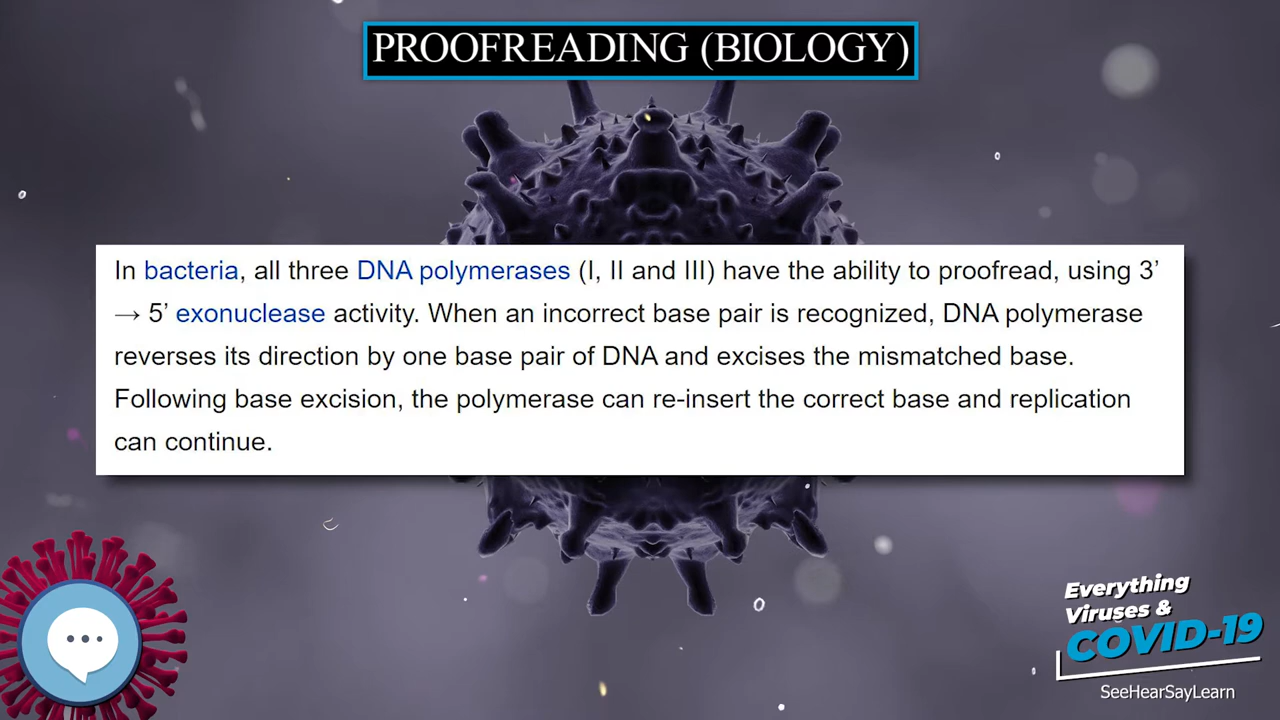 PROOFREADING (BIOLOGY)
In bacteria, all three DNA polymerases (I, II and III) have the ability to proofread, using 3’
→ 5’ exonuclease activity. When an incorrect base pair is recognized, DNA polymerase
reverses its direction by one base pair of DNA and excises the mismatched base.
Following base excision, the polymerase can re-insert the correct base and replication
can continue.
Everything
Viruses &
COVID-19
SeeHearSayLearn